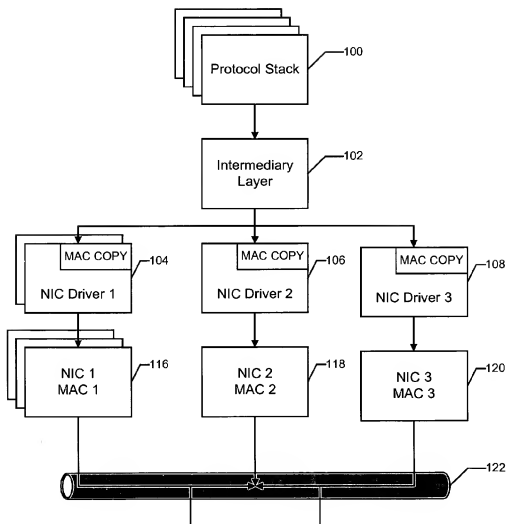 Protocol Stack
100
Intermediary
Layer
102
MAC COPY
NIC Driver 1
104
MAC COPY
NIC Driver 2
106
MAC COPY
NIC Driver 3
108
NIC 1
MAC 1
116
NIC 2
MAC 2
118
NIC 3
MAC 3
120
122